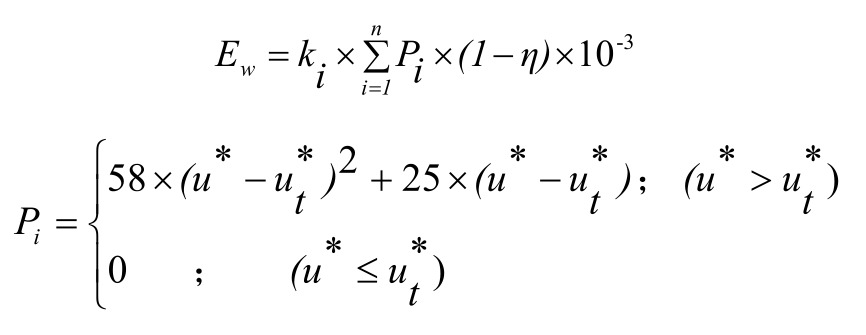 E_w = k_i × ∑_{i=1}^{n} P_i × (1 − η) × 10^{-3}
P_i = { 58 × (u^* − u_t^*)^2 + 25 × (u^* − u_t^*)； (u^* > u_t^*)
0 ； (u^* ≤ u_t^*)